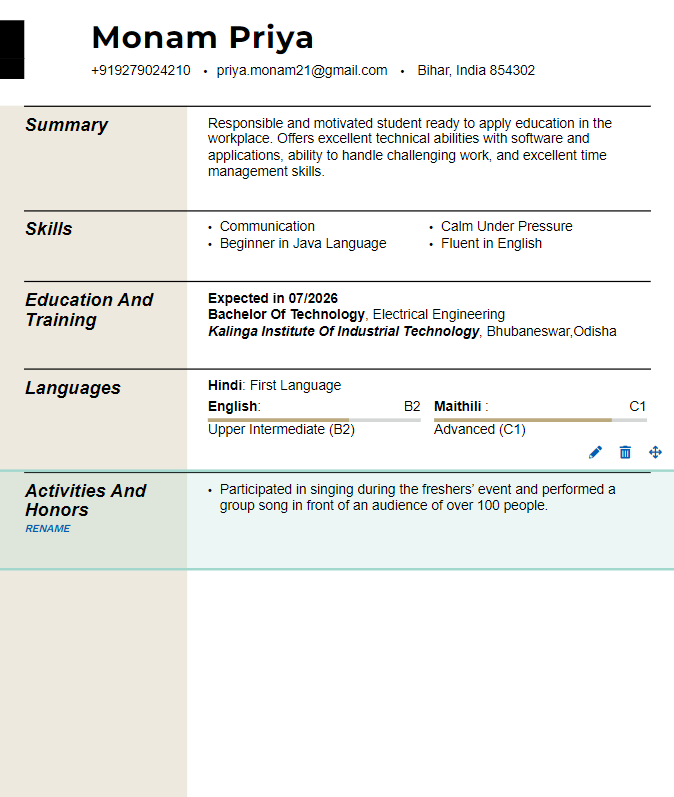 Monam Priya
+919279024210 • priya.monam21@gmail.com • Bihar, India 854302
Summary
Responsible and motivated student ready to apply education in the
workplace. Offers excellent technical abilities with software and
applications, ability to handle challenging work, and excellent time
management skills.
Skills
• Communication
• Beginner in Java Language
• Calm Under Pressure
• Fluent in English
Education And
Training
Expected in 07/2026
Bachelor Of Technology, Electrical Engineering
Kalinga Institute Of Industrial Technology, Bhubaneswar,Odisha
Languages
Hindi: First Language
English: B2
Upper Intermediate (B2)
Maithili : C1
Advanced (C1)
Activities And
Honors
RENAME
• Participated in singing during the freshers' event and performed a
group song in front of an audience of over 100 people.